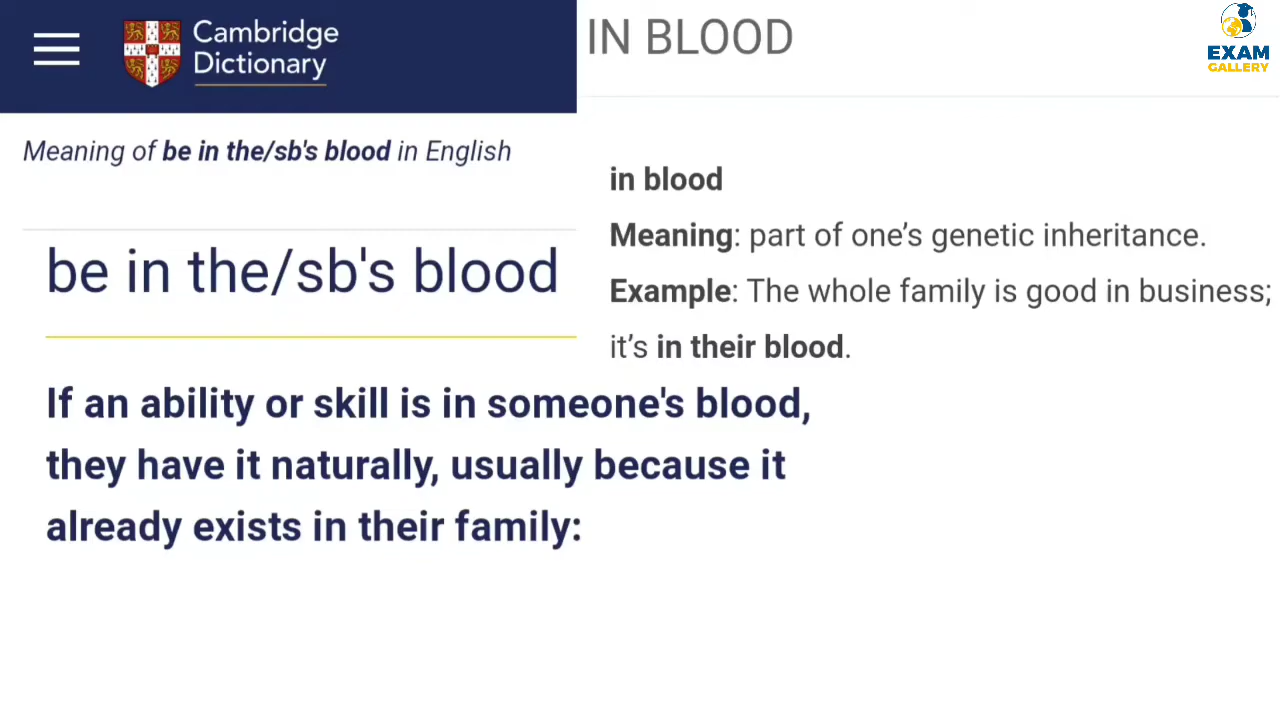 Cambridge
Dictionary
Meaning of be in the/sb's blood in English
be in the/sb's blood
If an ability or skill is in someone's blood,
they have it naturally, usually because it
already exists in their family:
IN BLOOD
in blood
Meaning: part of one’s genetic inheritance.
Example: The whole family is good in business;
it’s in their blood.
EXAM
GALLERY